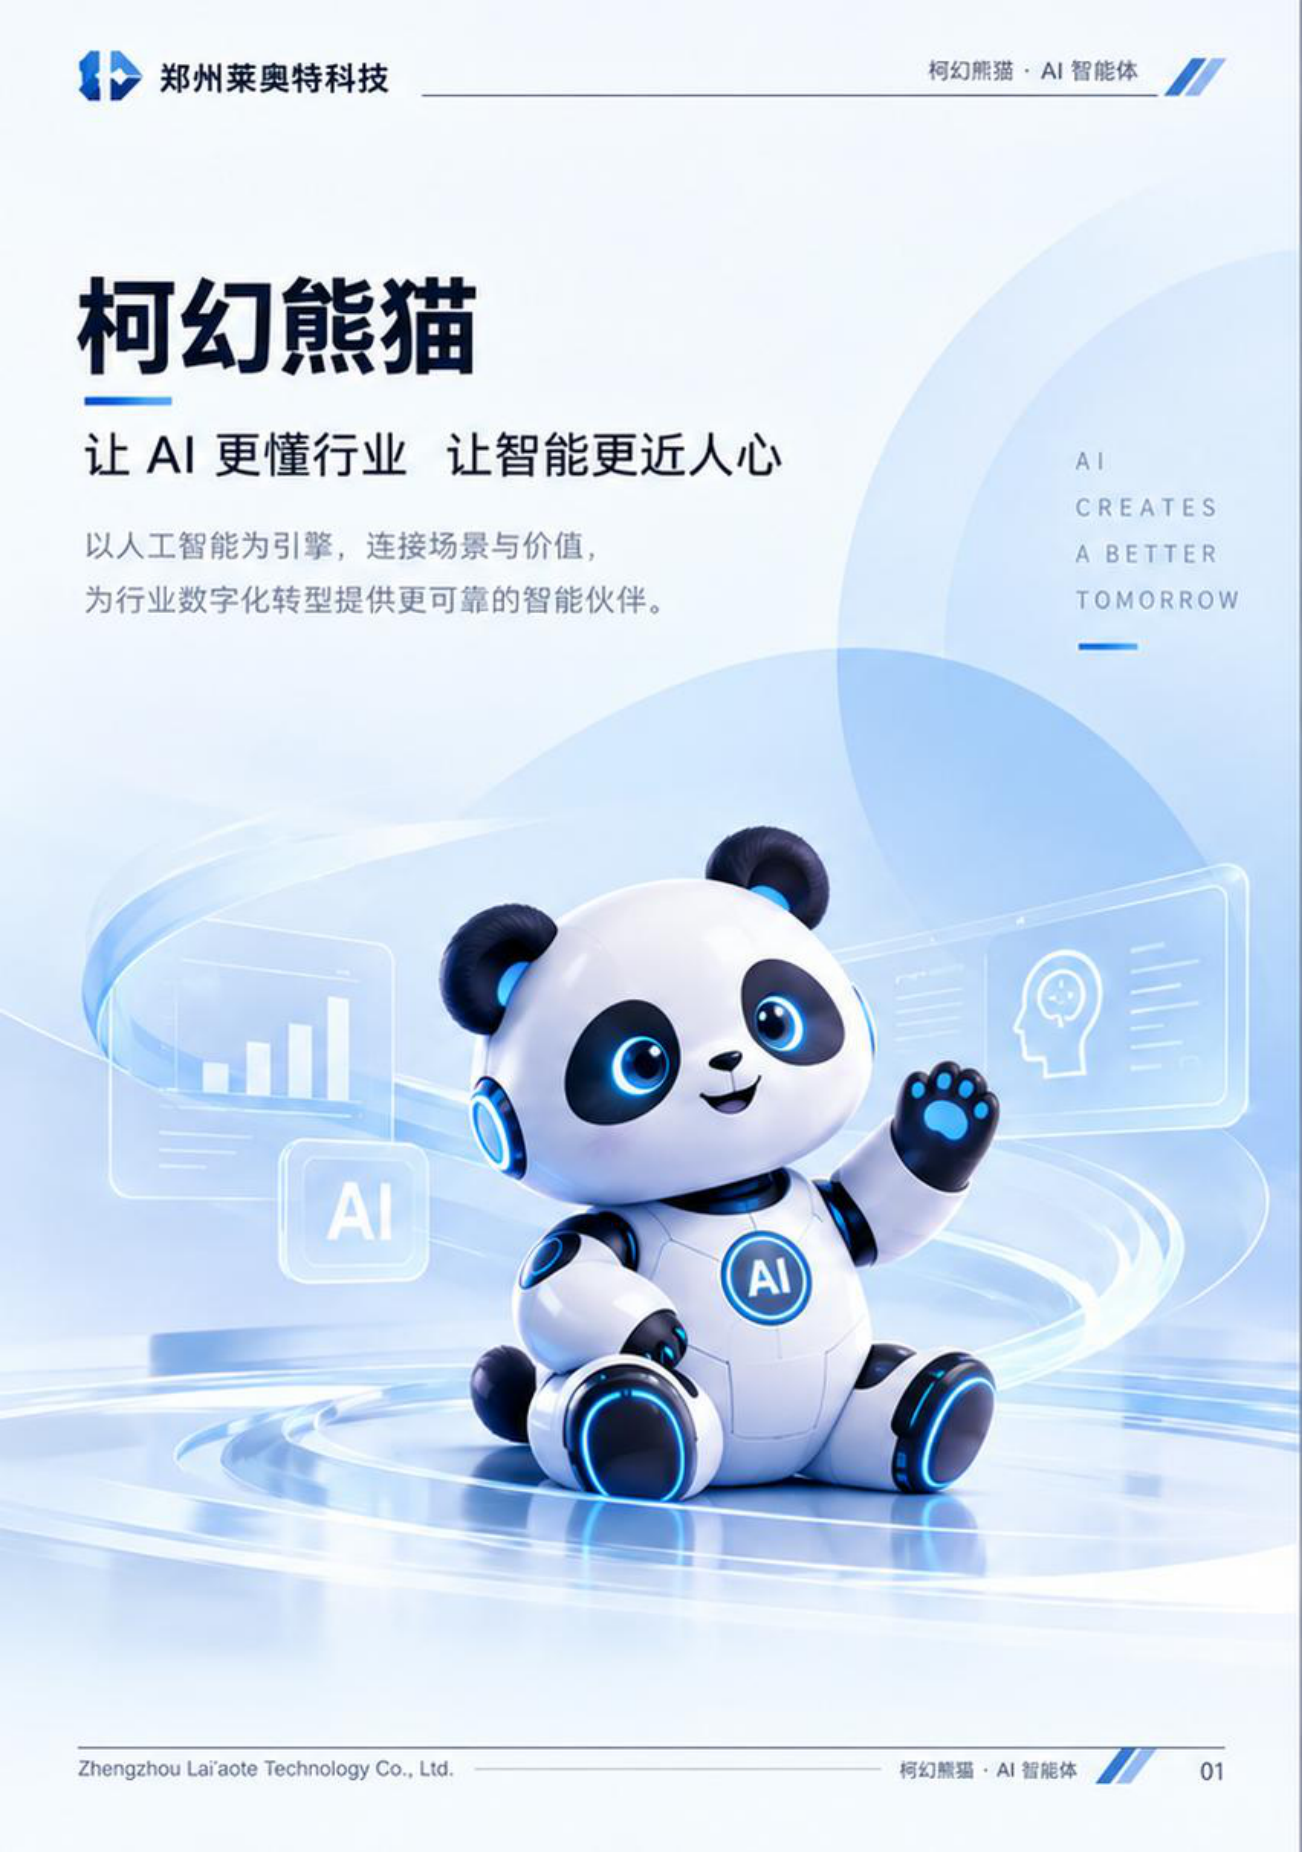 郑州莱奥特科技
柯幻熊猫 · AI 智能体
柯幻熊猫
让 AI 更懂行业 让智能更近人心
以人工智能为引擎，连接场景与价值，
为行业数字化转型提供更可靠的智能伙伴。
AI
CREATES
A BETTER
TOMORROW
AI
AI
Zhengzhou Lai'aote Technology Co., Ltd.
柯幻熊猫 · AI 智能体
01